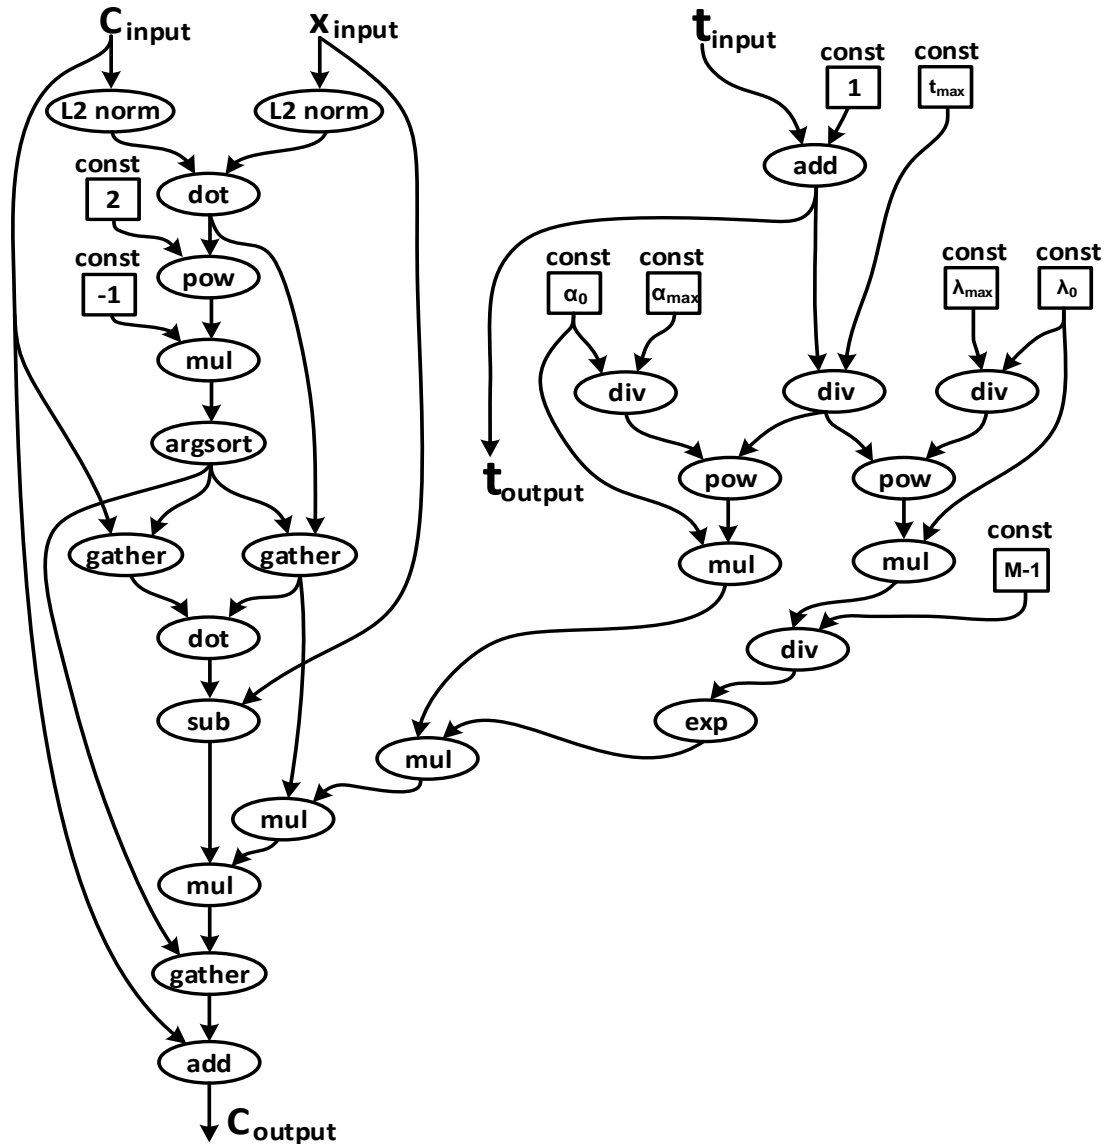 C input
x input
t input
const
1
const
t max
L2 norm
L2 norm
add
const
2
dot
const
-1
pow
const
α0
const
αmax
const
λmax
const
λ0
mul
div
div
div
argsort
t output
pow
pow
gather
gather
mul
mul
const
M-1
dot
div
sub
exp
mul
mul
mul
gather
add
C output